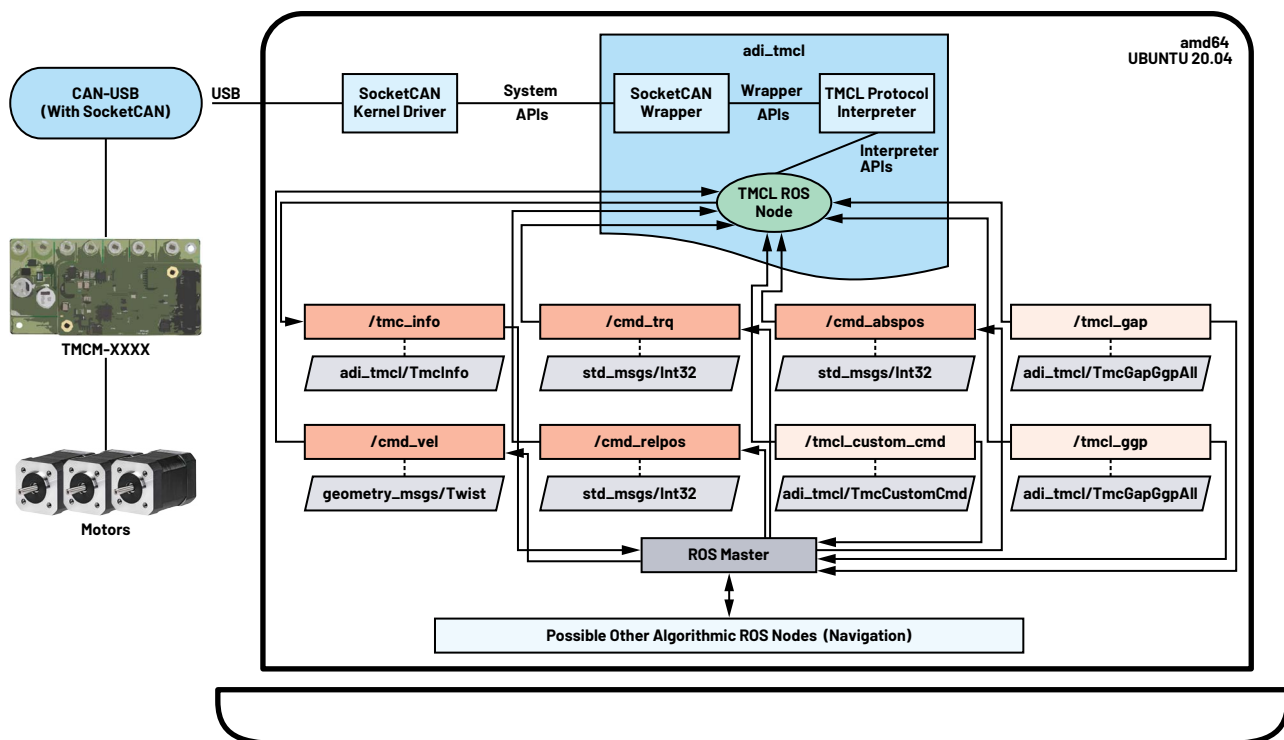 amd64
UBUNTU 20.04
adi_tmcl
CAN-USB
(With SocketCAN)
USB
SocketCAN
Kernel Driver
System
APIs
SocketCAN
Wrapper
Wrapper
APIs
TMCL Protocol
Interpreter
Interpreter
APIs
TMCL ROS
Node
TMCM-XXXX
Motors
/tmc_info
/cmd_trq
/cmd_abspos
/tmcl_gap
adi_tmcl/TmcInfo
std_msgs/Int32
std_msgs/Int32
adi_tmcl/TmcGapGgpAll
/cmd_vel
/cmd_relpos
/tmcl_custom_cmd
/tmcl_ggp
geometry_msgs/Twist
std_msgs/Int32
adi_tmcl/TmcCustomCmd
adi_tmcl/TmcGapGgpAll
ROS Master
Possible Other Algorithmic ROS Nodes (Navigation)